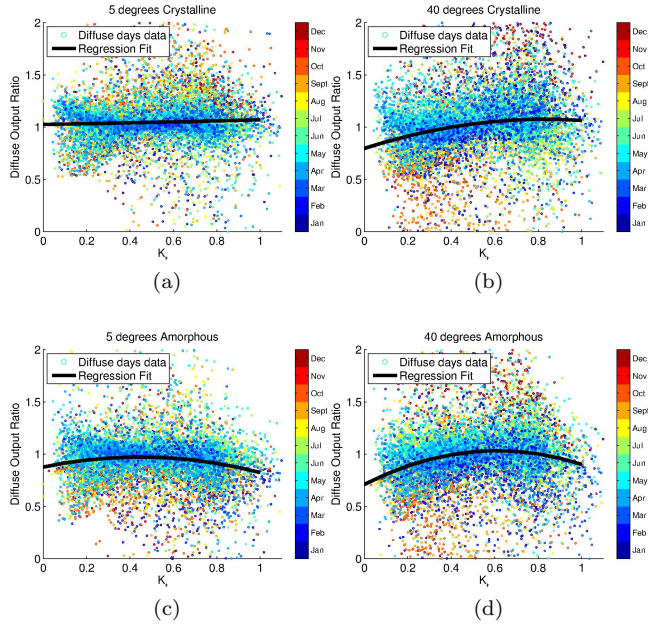 5 degrees Crystalline
Diffuse days data
Regression Fit
Diffuse Output Ratio
2
1.5
1
0.5
0
0 0.2 0.4 0.6 0.8 1
Dec
Nov
Oct
Sept
Aug
Jul
Jun
May
Apr
Mar
Feb
Jan
(a)
40 degrees Crystalline
Diffuse days data
Regression Fit
Diffuse Output Ratio
2
1.5
1
0.5
0
0 0.2 0.4 0.6 0.8 1
Dec
Nov
Oct
Sept
Aug
Jul
Jun
May
Apr
Mar
Feb
Jan
(b)
5 degrees Amorphous
Diffuse days data
Regression Fit
Diffuse Output Ratio
2
1.5
1
0.5
0
0 0.2 0.4 0.6 0.8 1
Dec
Nov
Oct
Sept
Aug
Jul
Jun
May
Apr
Mar
Feb
Jan
(c)
40 degrees Amorphous
Diffuse days data
Regression Fit
Diffuse Output Ratio
2
1.5
1
0.5
0
0 0.2 0.4 0.6 0.8 1
Dec
Nov
Oct
Sept
Aug
Jul
Jun
May
Apr
Mar
Feb
Jan
(d)